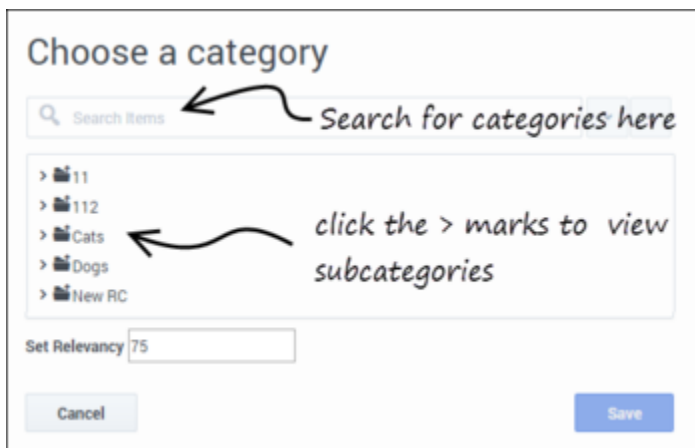 Choose a category
Search Items
Search for categories here
> 11
> 112
> Cats
> Dogs
> New RC
click the > marks to view
subcategories
Set Relevancy 75
Cancel
Save